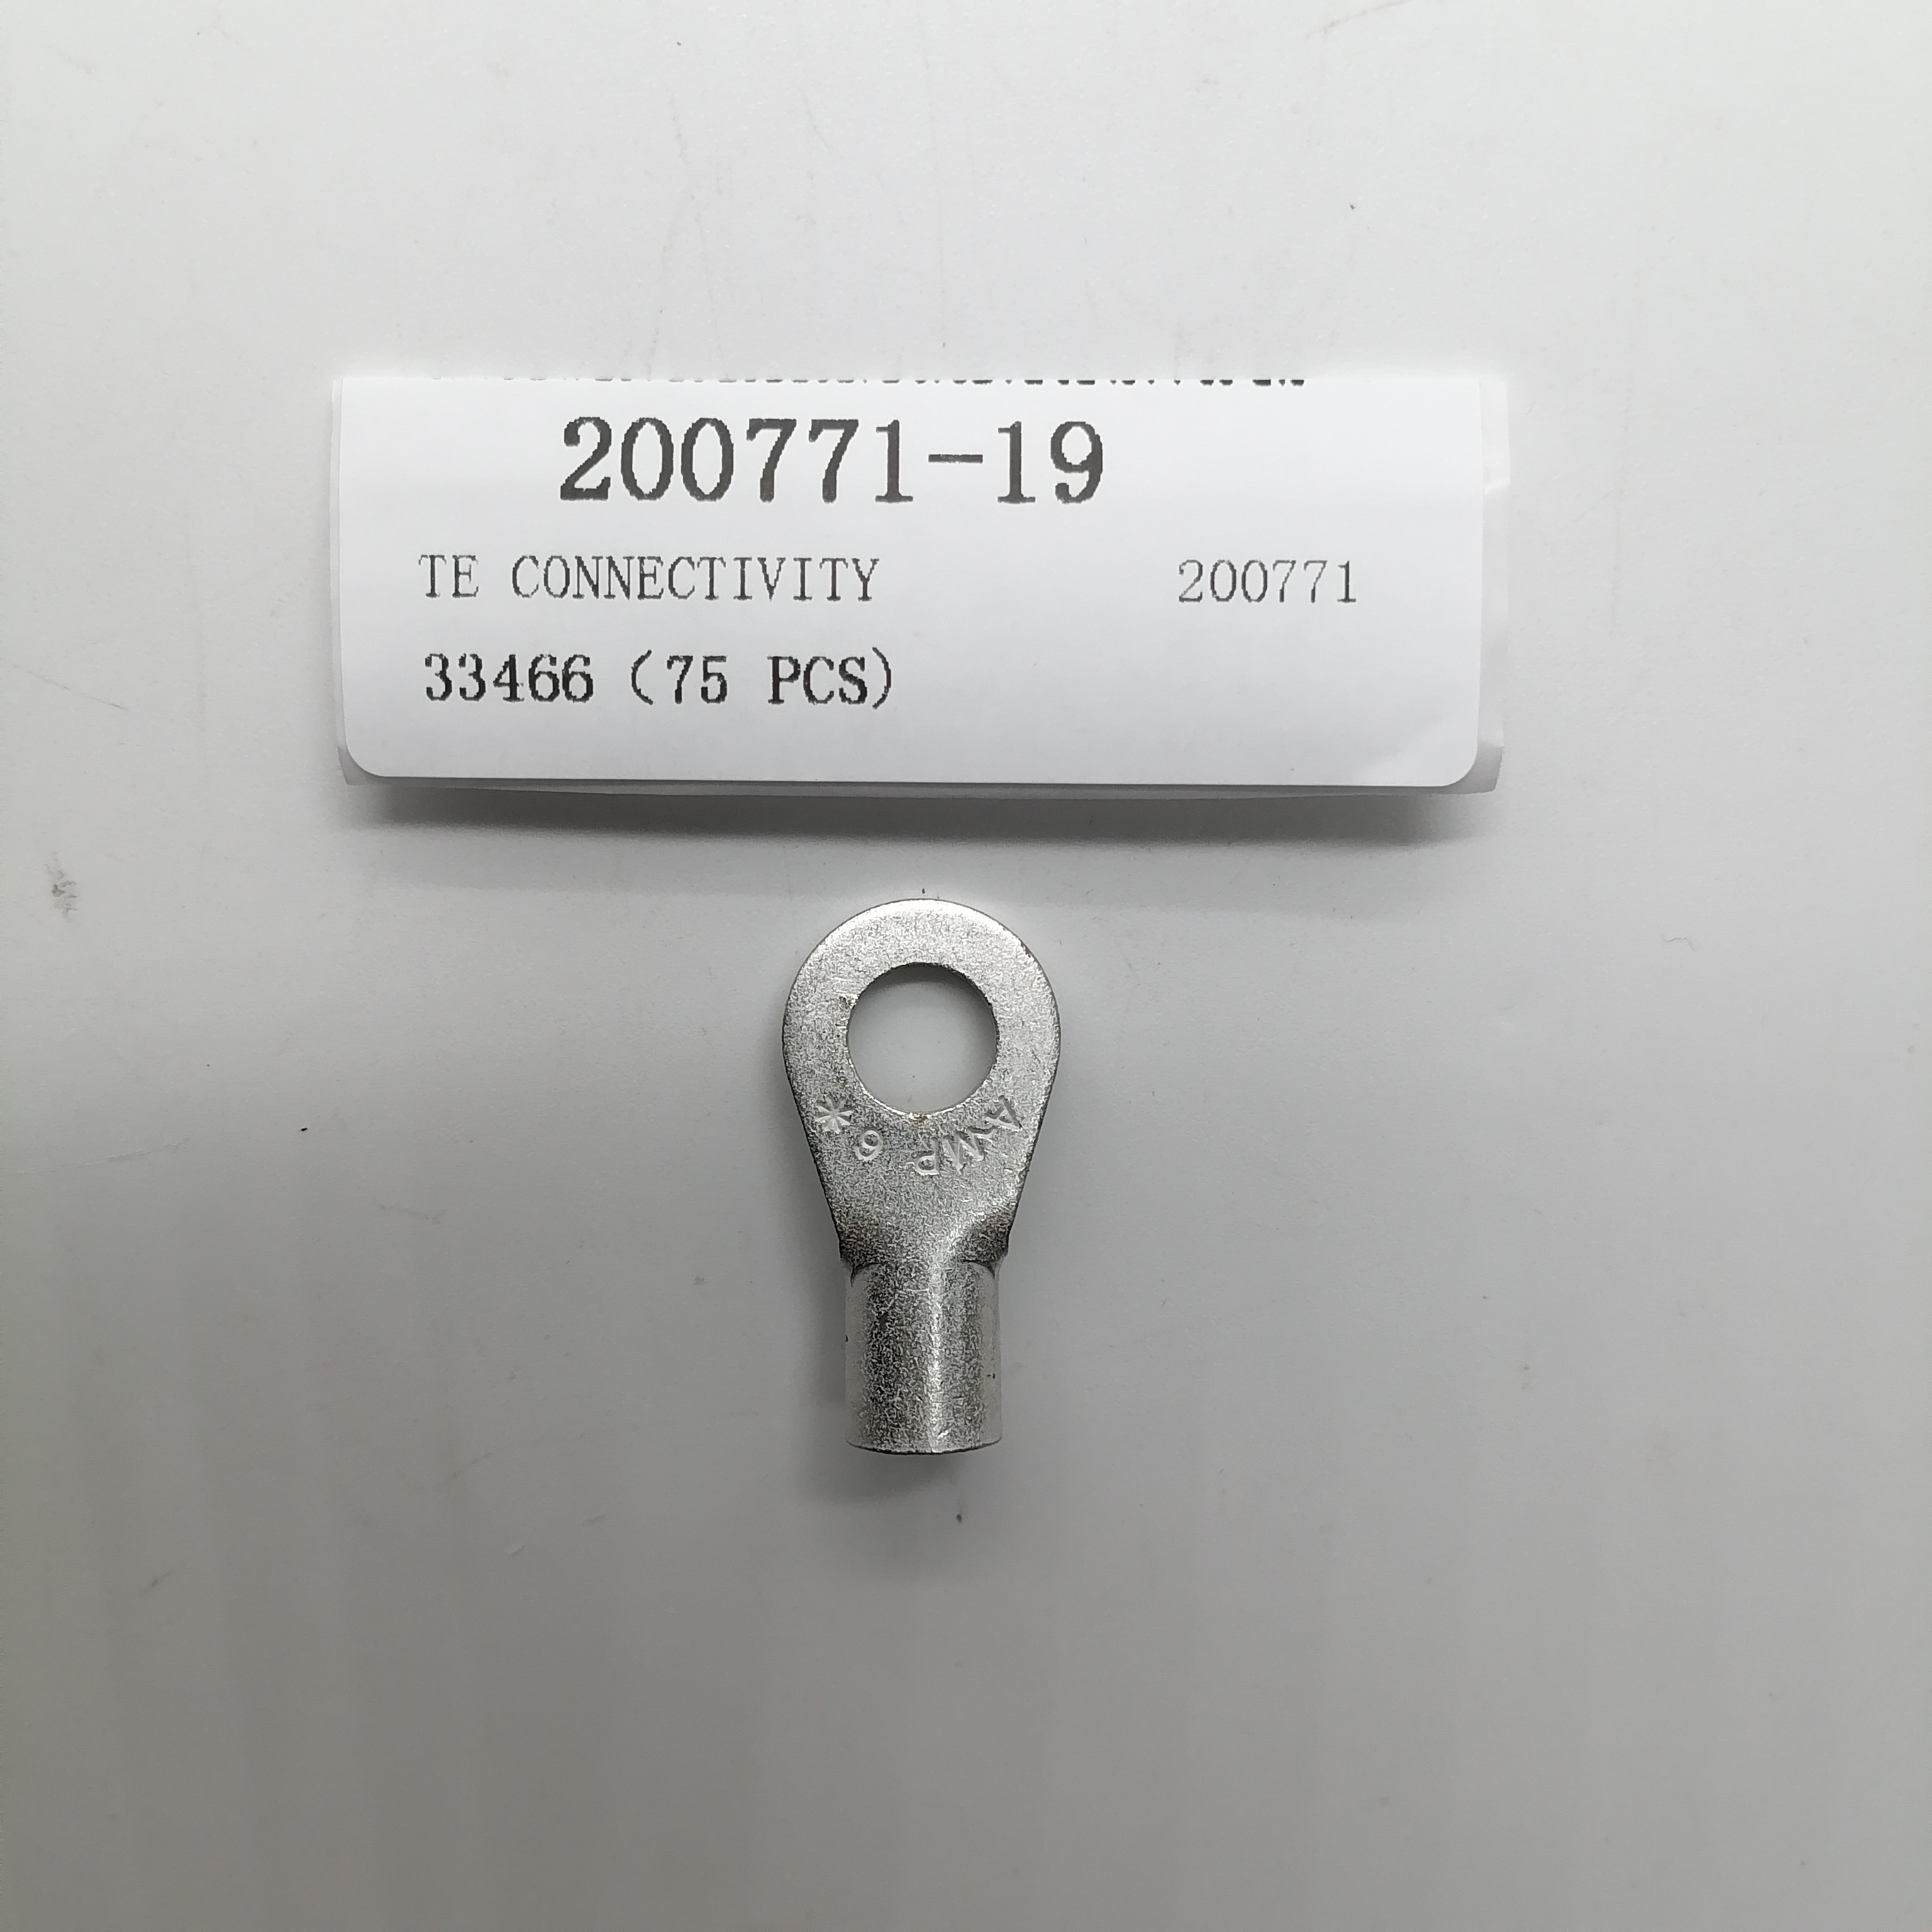 200771-19
TE CONNECTIVITY 200771
33466 (75 PCS)
AMP 6 *